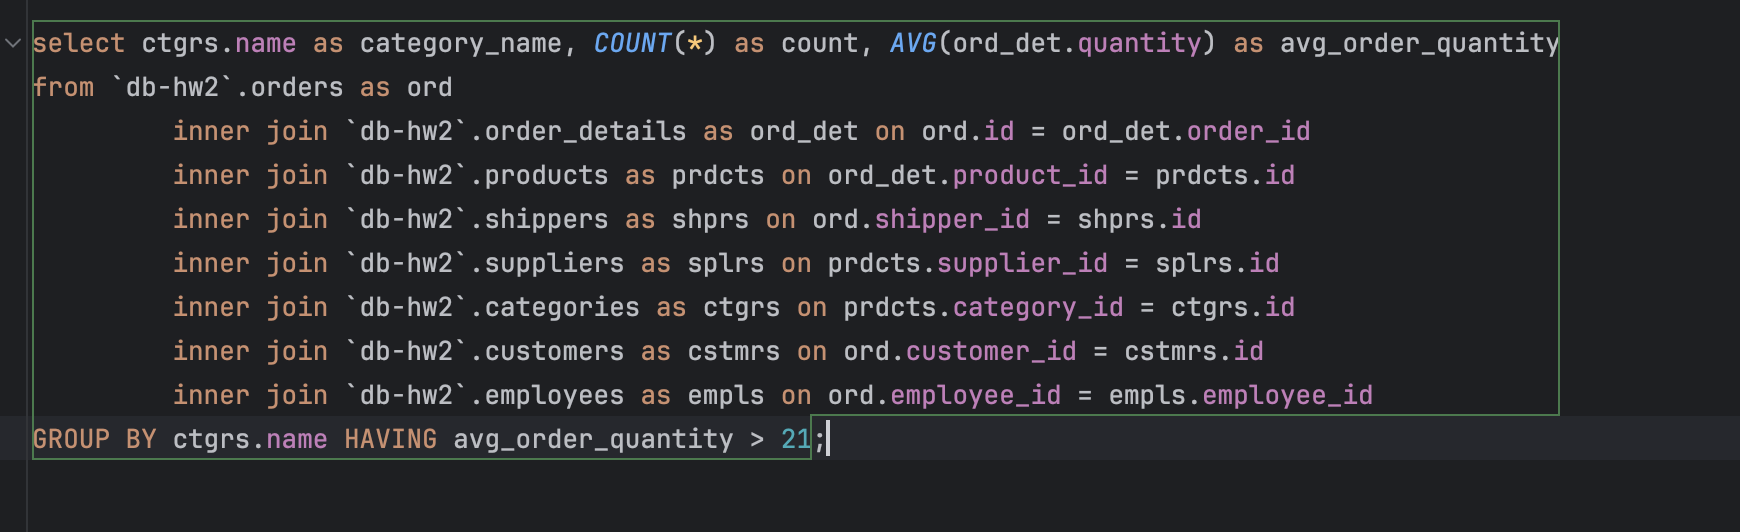 select ctgrs.name as category_name, COUNT(*) as count, AVG(ord_det.quantity) as avg_order_quantity
from `db-hw2`.orders as ord
inner join `db-hw2`.order_details as ord_det on ord.id = ord_det.order_id
inner join `db-hw2`.products as prdcts on ord_det.product_id = prdcts.id
inner join `db-hw2`.shippers as shprs on ord.shipper_id = shprs.id
inner join `db-hw2`.suppliers as splrs on prdcts.supplier_id = splrs.id
inner join `db-hw2`.categories as ctgrs on prdcts.category_id = ctgrs.id
inner join `db-hw2`.customers as cstmrs on ord.customer_id = cstmrs.id
inner join `db-hw2`.employees as empls on ord.employee_id = empls.employee_id
GROUP BY ctgrs.name HAVING avg_order_quantity > 21;